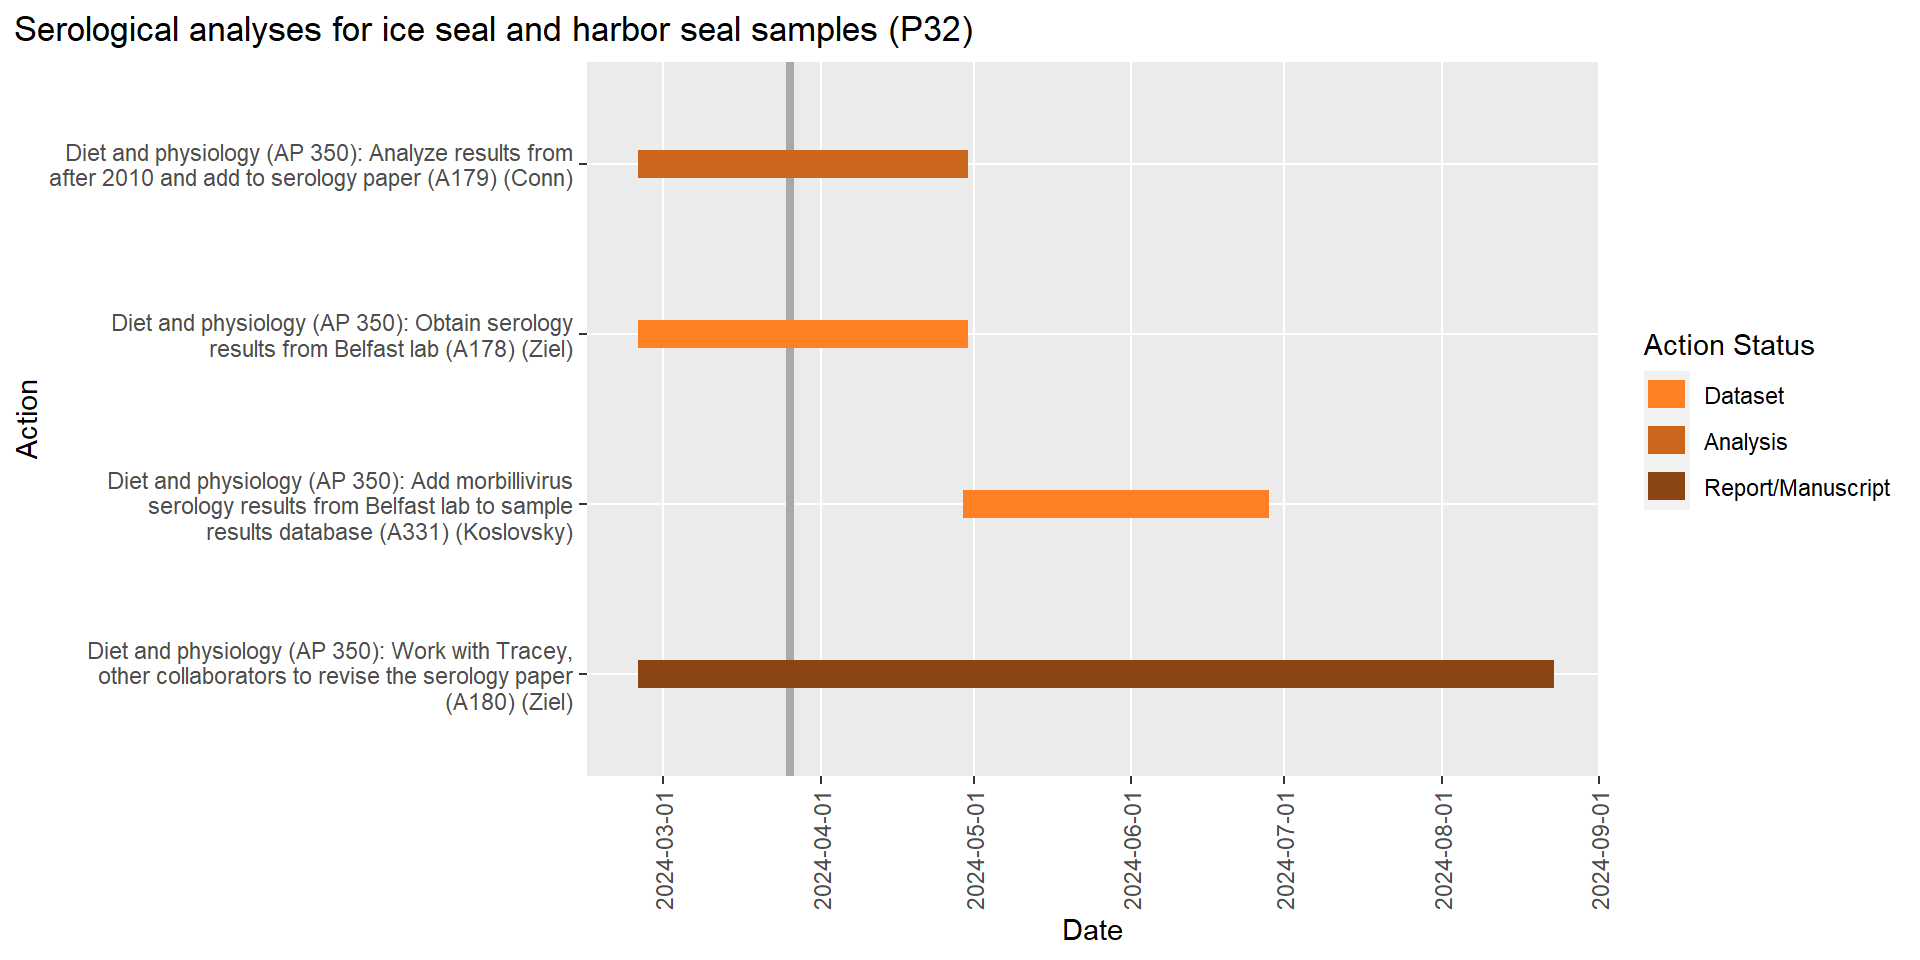 Serological analyses for ice seal and harbor seal samples (P32)
Diet and physiology (AP 350): Analyze results from
after 2010 and add to serology paper (A179) (Conn)
Diet and physiology (AP 350): Obtain serology
results from Belfast lab (A178) (Ziel)
Diet and physiology (AP 350): Add morbillivirus
serology results from Belfast lab to sample
results database (A331) (Koslovsky)
Diet and physiology (AP 350): Work with Tracey,
other collaborators to revise the serology paper
(A180) (Ziel)
Action
2024-03-01
2024-04-01
2024-05-01
2024-06-01
2024-07-01
2024-08-01
2024-09-01
Date
Action Status
Dataset
Analysis
Report/Manuscript